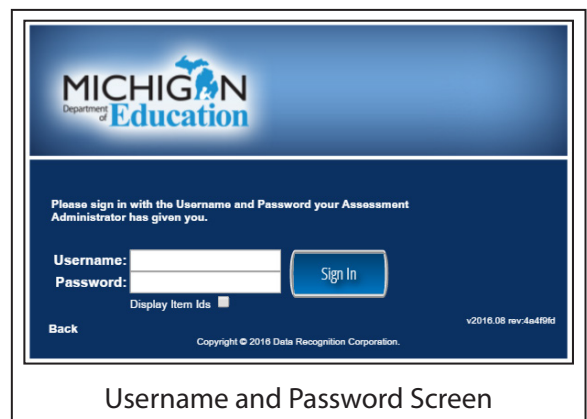 MICHIGAN
Department of Education
Please sign in with the Username and Password your Assessment
Administrator has given you.
Username:
Password:
Sign In
Display Item Ids
Back
v2016.08 rev:4a4f9fd
Copyright © 2016 Data Recognition Corporation.
Username and Password Screen